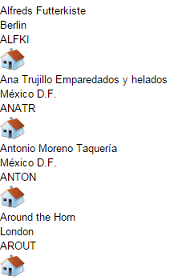 Alfreds Futterkiste
Berlin
ALFKI
Ana Trujillo Emparedados y helados
México D.F.
ANATR
Antonio Moreno Taquería
México D.F.
ANTON
Around the Horn
London
AROUT